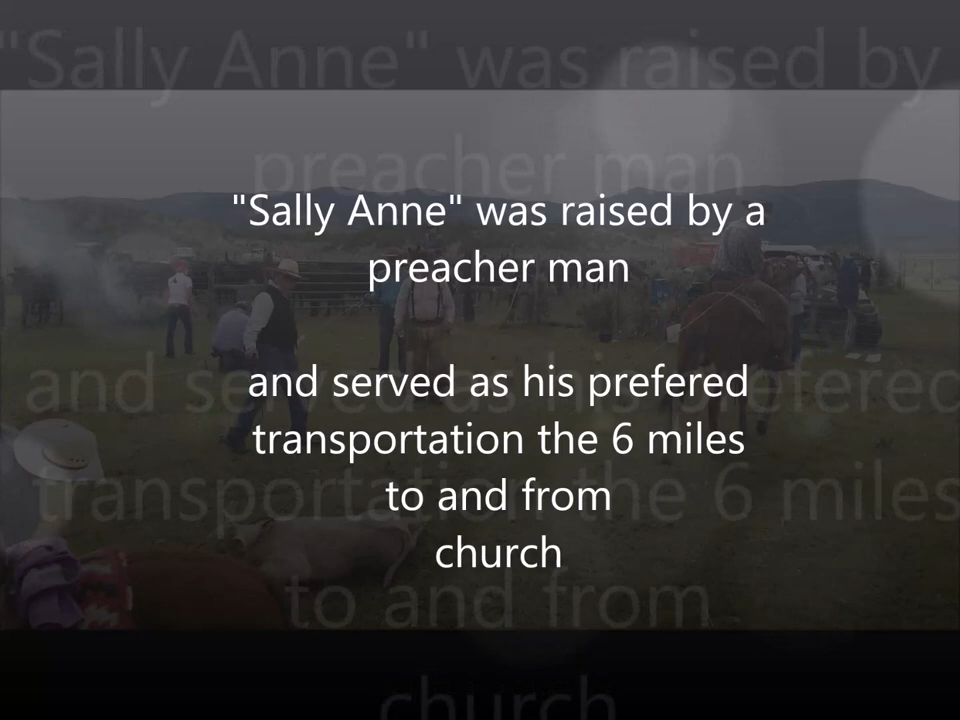 "Sally Anne" was raised by a
preacher man
and served as his prefered
transportation the 6 miles
to and from
church